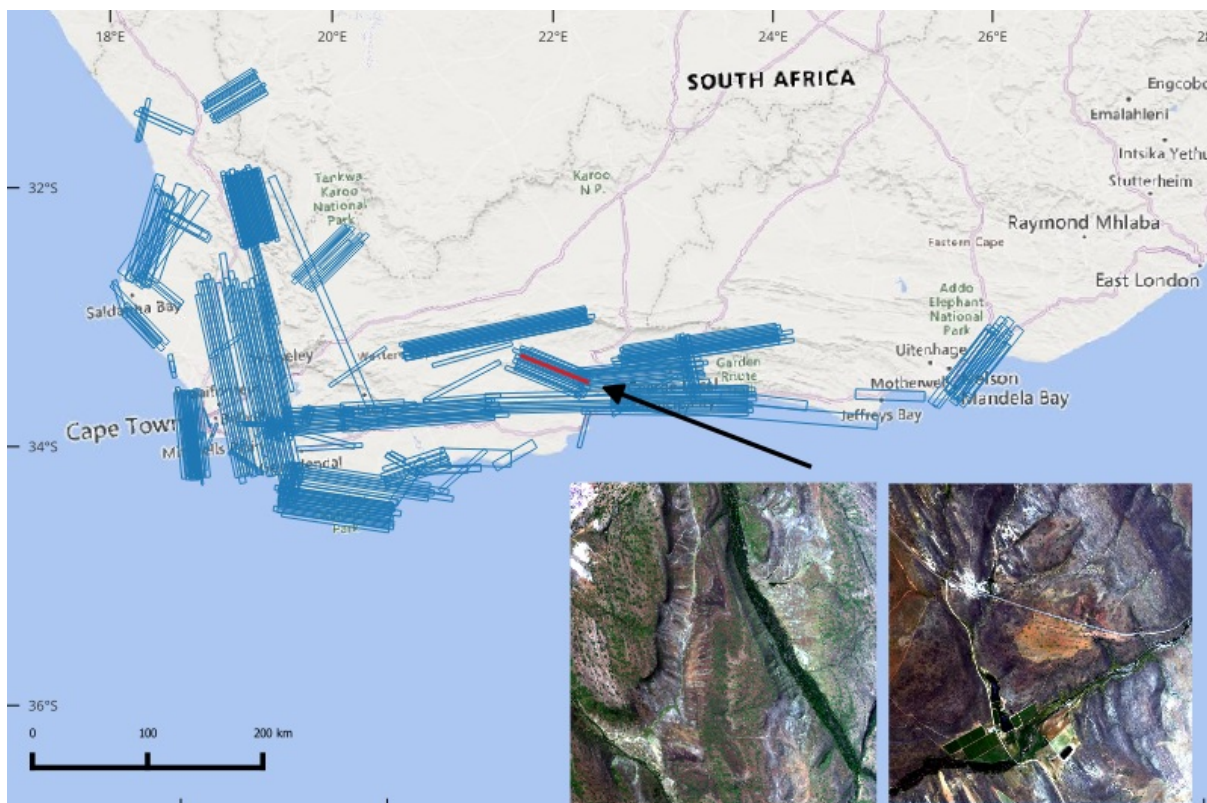 18°E
20°E
22°E
24°E
26°E
SOUTH AFRICA
Engcobo
Emalahleni
Intsika Yethu
Stutterheim
32°S
Tankwa
Karoo
National
Park
Karoo
N.P.
Raymond Mhlaba
Eastern Cape
East London
Addo
Elephant
National
Park
Saldanha Bay
Uitenhage
Garden
Route
Motherwell
Nelson
Mandela Bay
Jeffreys Bay
Cape Town
34°S
Park
36°S
0
100
200 km